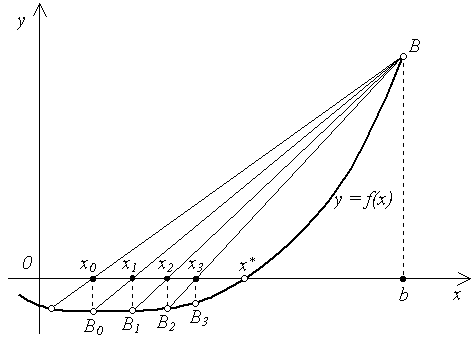 y
B
y = f(x)
0 x₀ x₁ x₂ x₃ x*
b x
B₀ B₁ B₂ B₃